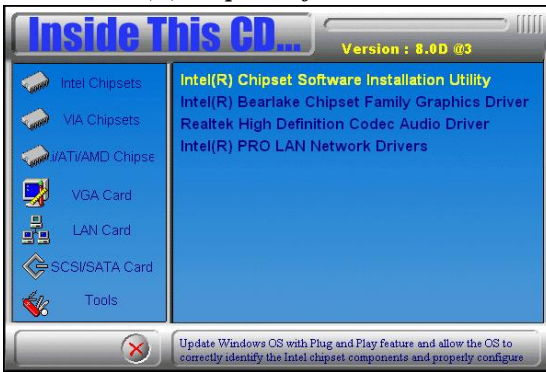 Inside This CD...
Version : 8.0D @3
Intel Chipsets
VIA Chipsets
i/ATi/AMD Chipse
VGA Card
LAN Card
SCSI/SATA Card
Tools
Intel(R) Chipset Software Installation Utility
Intel(R) Bearlake Chipset Family Graphics Driver
Realtek High Definition Codec Audio Driver
Intel(R) PRO LAN Network Drivers
Update Windows OS with Plug and Play feature and allow the OS to
correctly identify the Intel chipset components and properly configure